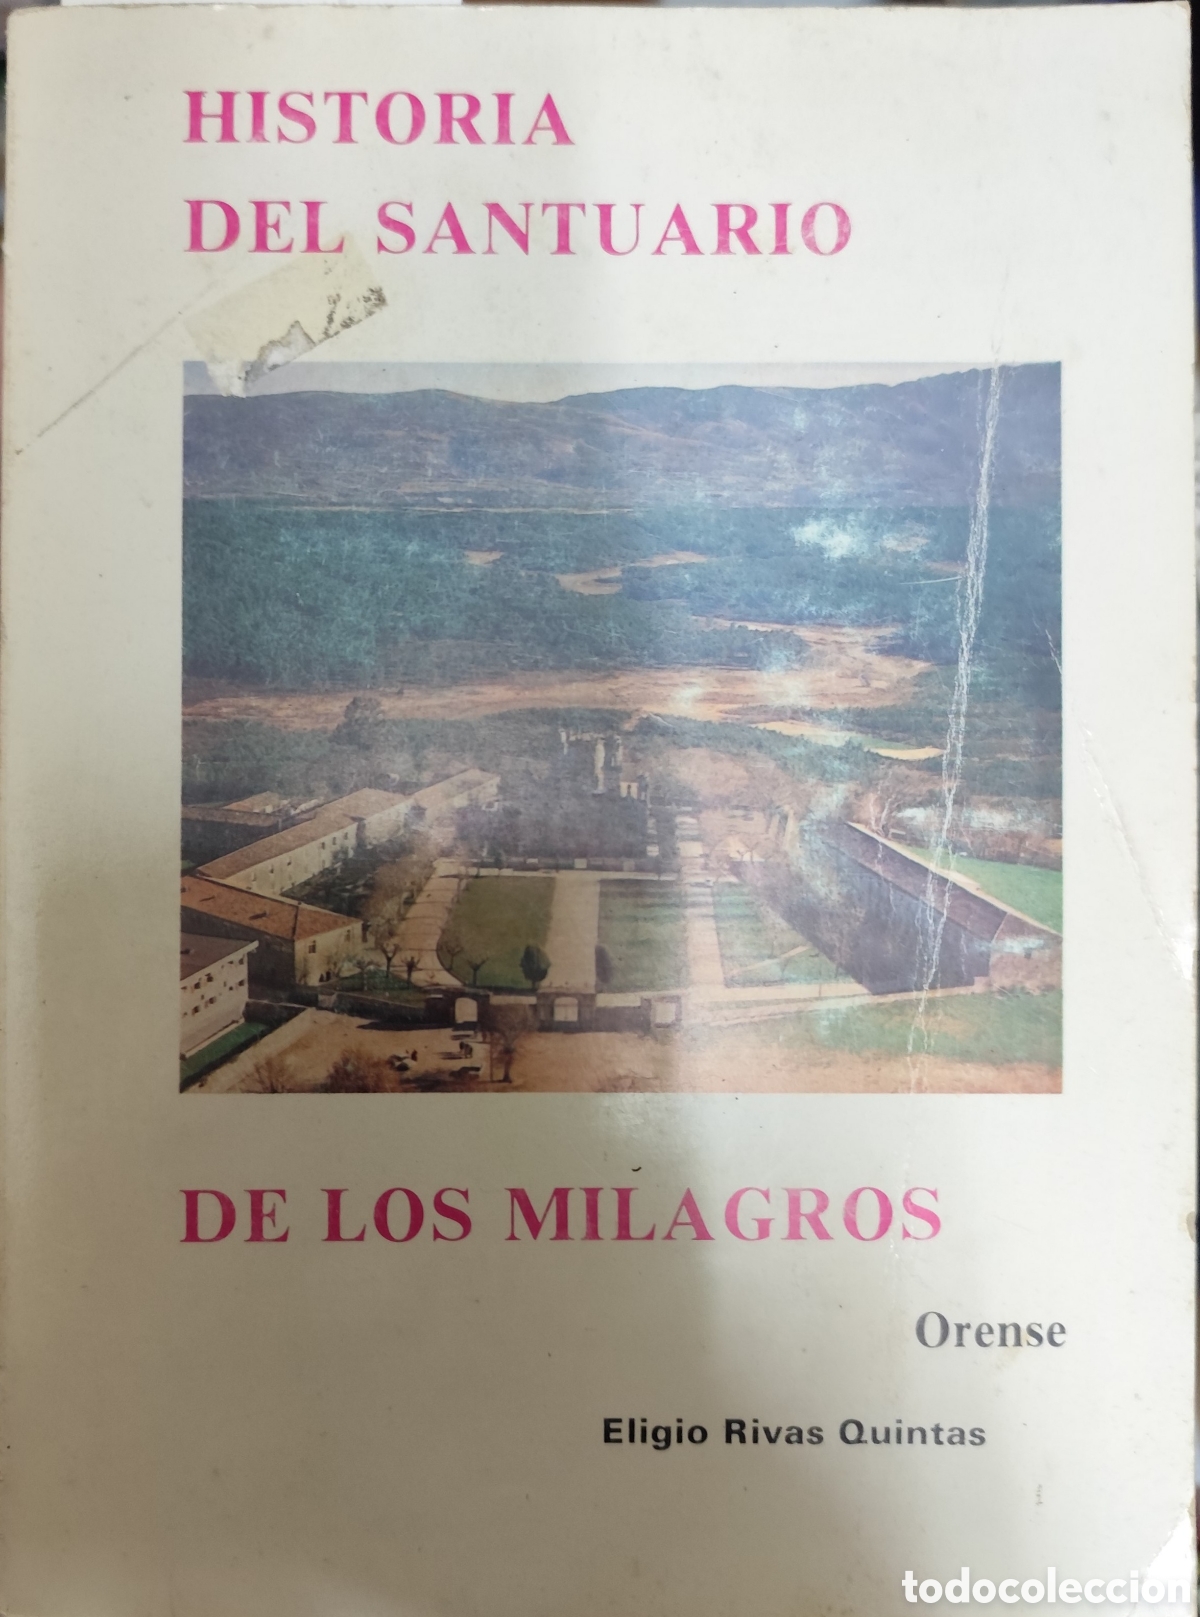 HISTORIA
DEL SANTUARIO
DE LOS MILAGROS
Orense
Eligio Rivas Quintas
todocoleccion